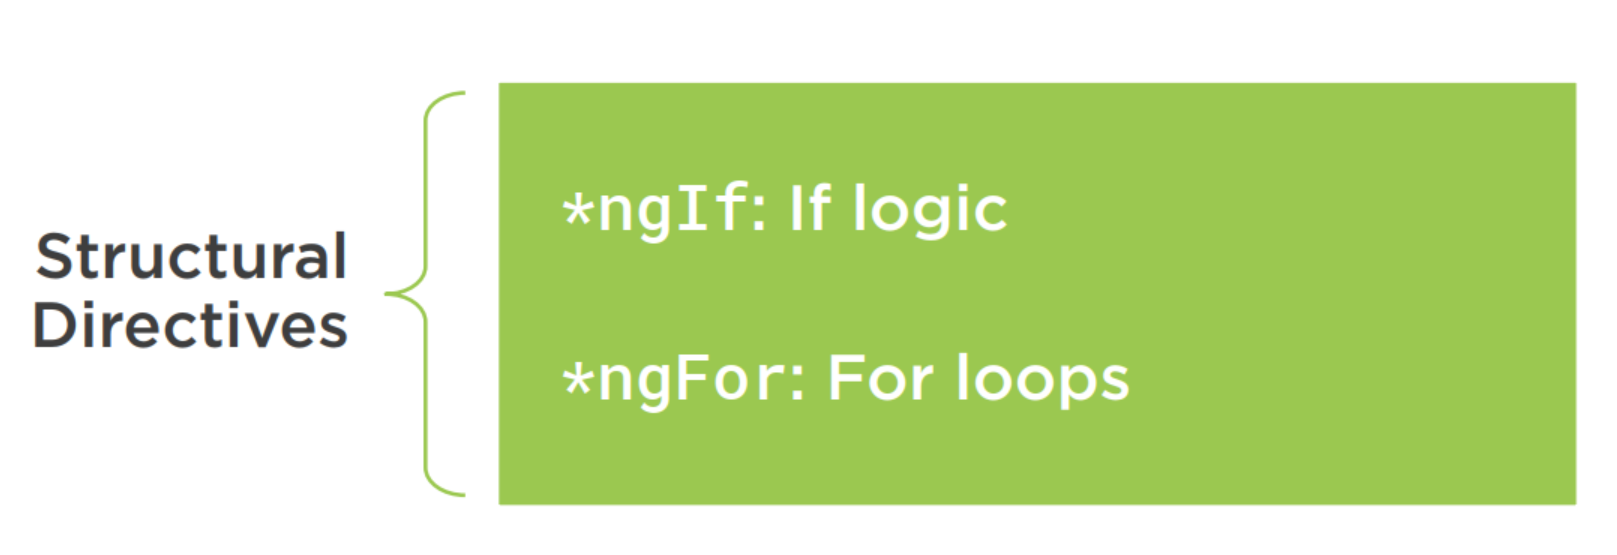 Structural
Directives
*ngIf: If logic
*ngFor: For loops